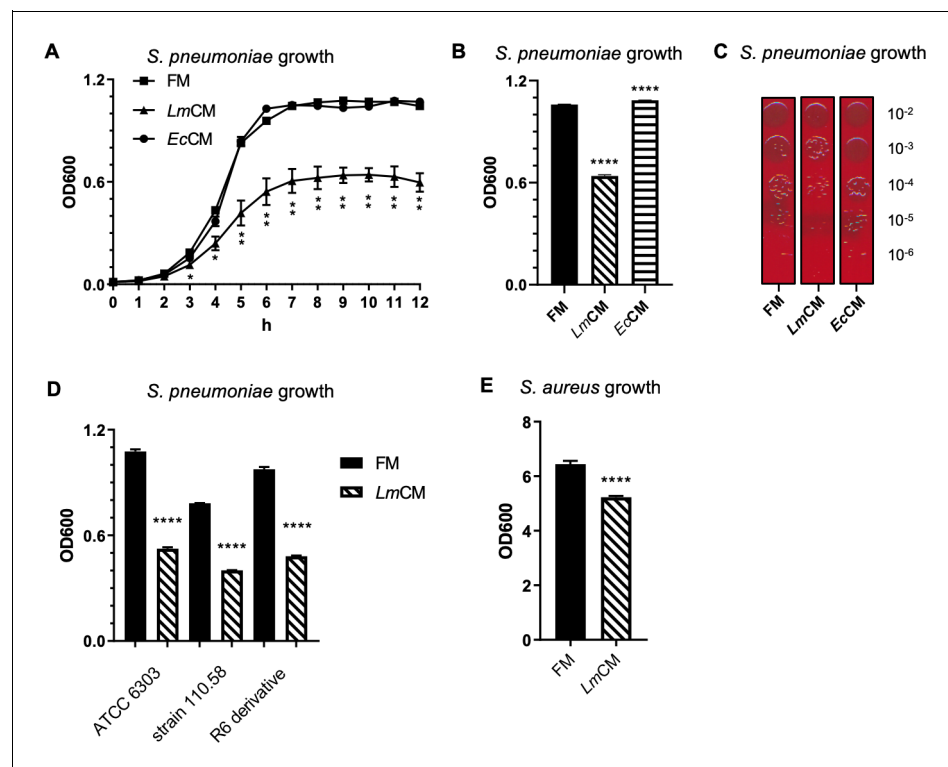 A
S. pneumoniae growth
FM
LmCM
EcCM
1.2
0.6
0.0
OD600
* * ** ** ** ** ** ** ** **
0 1 2 3 4 5 6 7 8 9 10 11 12
h
B
S. pneumoniae growth
1.2
0.6
0.0
OD600
****
****
FM
LmCM
EcCM
C
S. pneumoniae growth
10-2
10-3
10-4
10-5
10-6
FM
LmCM
EcCM
D
S. pneumoniae growth
1.2
0.6
0.0
OD600
****
****
****
ATCC 6303
strain 110.58
R6 derivative
FM
LmCM
E
S. aureus growth
8
6
4
2
0
OD600
****
FM
LmCM